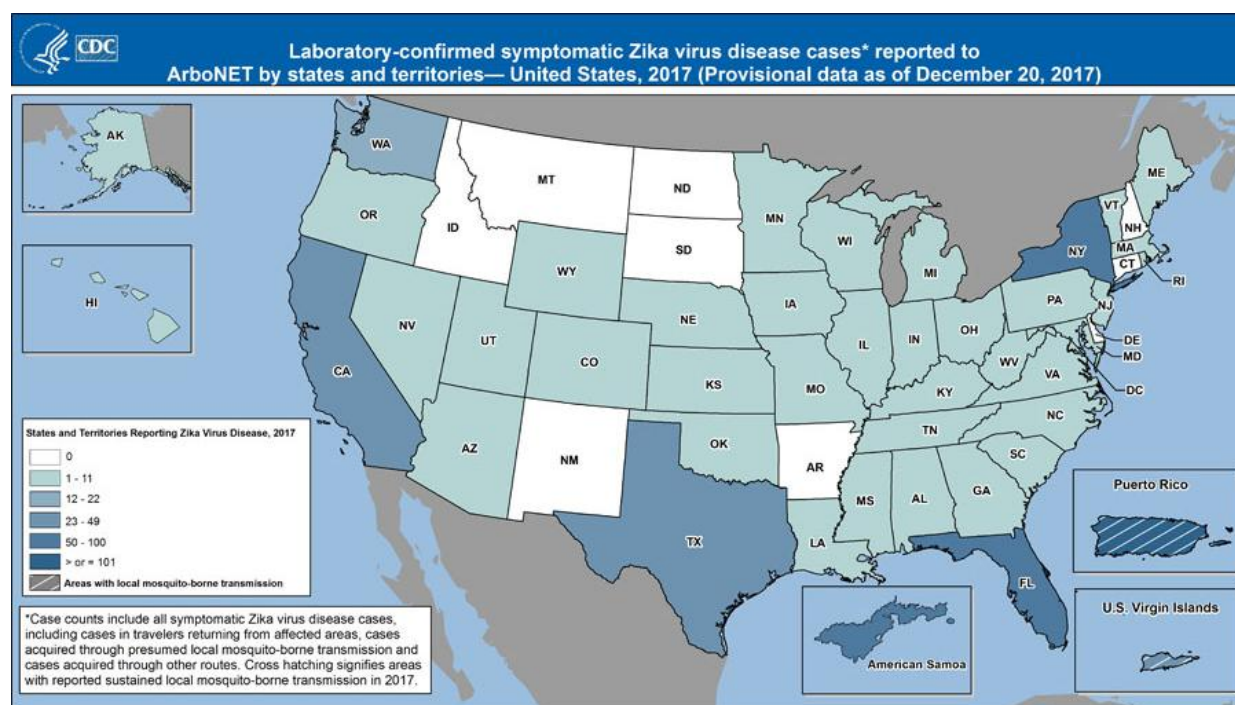 CDC
Laboratory-confirmed symptomatic Zika virus disease cases* reported to
ArboNET by states and territories— United States, 2017 (Provisional data as of December 20, 2017)
AK
HI
WA
OR
CA
ID
NV
MT
WY
UT
AZ
CO
NM
ND
SD
NE
KS
OK
TX
MN
IA
MO
AR
LA
WI
IL
MI
IN
OH
KY
TN
MS
AL
GA
FL
SC
NC
VA
WV
PA
NY
VT
NH
ME
MA
CT
RI
NJ
DE
MD
DC
States and Territories Reporting Zika Virus Disease, 2017
0
1 - 11
12 - 22
23 - 49
50 - 100
> or = 101
Areas with local mosquito-borne transmission
*Case counts include all symptomatic Zika virus disease cases,
including cases in travelers returning from affected areas, cases
acquired through presumed local mosquito-borne transmission and
cases acquired through other routes. Cross hatching signifies areas
with reported sustained local mosquito-borne transmission in 2017.
Puerto Rico
U.S. Virgin Islands
American Samoa